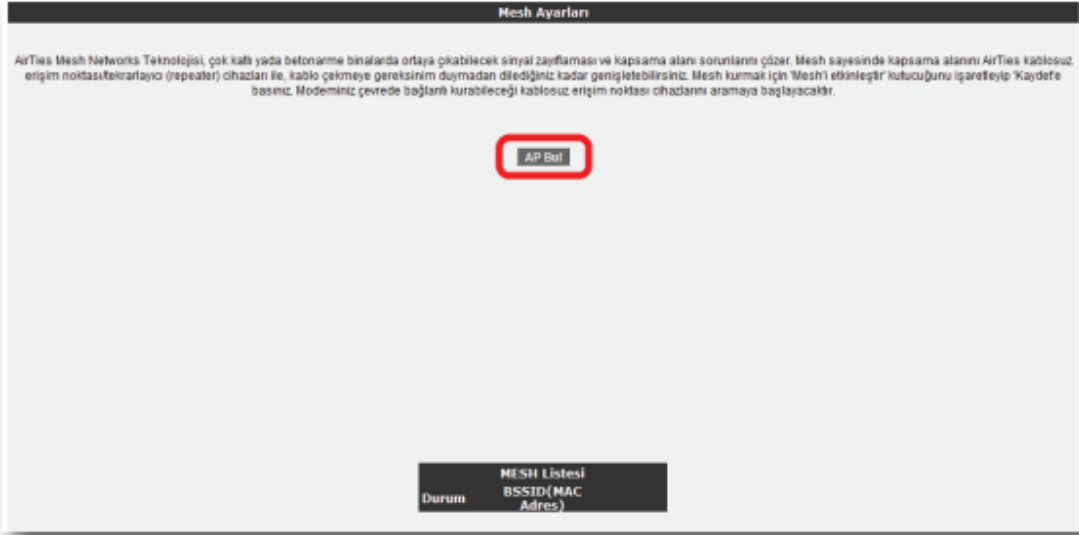 Mesh Ayarları
AirTies Mesh Networks Teknolojisi, çok katlı yada betonarme binalarda ortaya çıkabilecek sinyal zayıflaması ve kapsama alanı sorunlarını çözer. Mesh sayesinde kapsama alanını AirTies kablosuz
erişim noktası/tekrarlayıcı (repeater) cihazları ile, kablo çekmeye gereksinim duymadan dilediğiniz kadar genişletebilirsiniz. Mesh kurmak için 'Mesh'i etkinleştir' kutucuğunu işaretleyip 'Kaydet'e
basınız. Modeminiz çevrede bağlantı kurabileceği kablosuz erişim noktası cihazlarını aramaya başlayacaktır.
AP Bul
MESH Listesi
Durum BSSID(MAC
Adres)